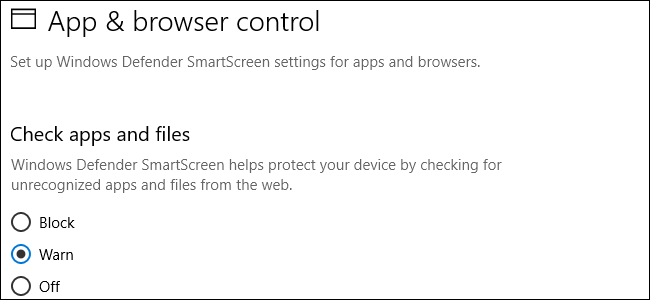 App & browser control
Set up Windows Defender SmartScreen settings for apps and browsers.
Check apps and files
Windows Defender SmartScreen helps protect your device by checking for
unrecognized apps and files from the web.
Block
Warn
Off